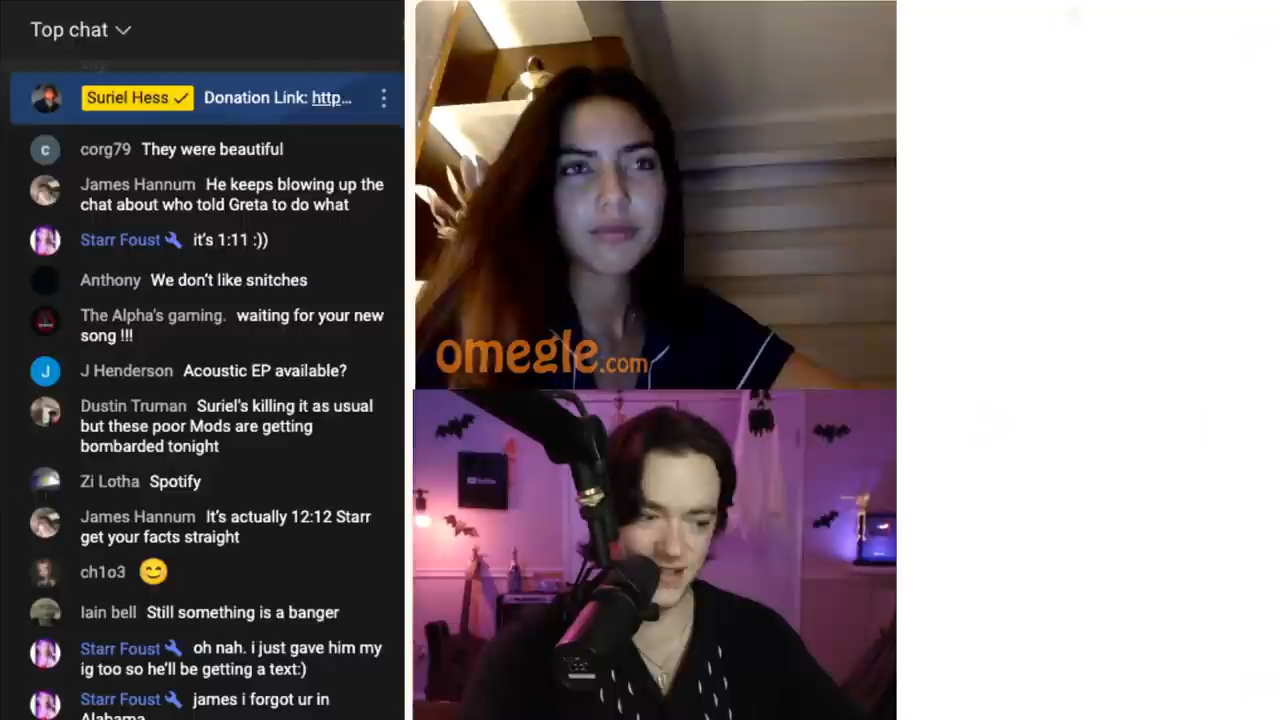 Top chat
Suriel Hess Donation Link: http...
corg79 They were beautiful
James Hannum He keeps blowing up the
chat about who told Greta to do what
Starr Foust it's 1:11 :))
Anthony We don't like snitches
The Alpha's gaming. waiting for your new
song !!!
J Henderson Acoustic EP available?
Dustin Truman Suriel's killing it as usual
but these poor Mods are getting
bombarded tonight
Zi Lotha Spotify
James Hannum It's actually 12:12 Starr
get your facts straight
ch1o3 😊
Iain bell Still something is a banger
Starr Foust oh nah. i just gave him my
ig too so he'll be getting a text:)
Starr Foust james i forgot ur in
Alabama
omegle.com